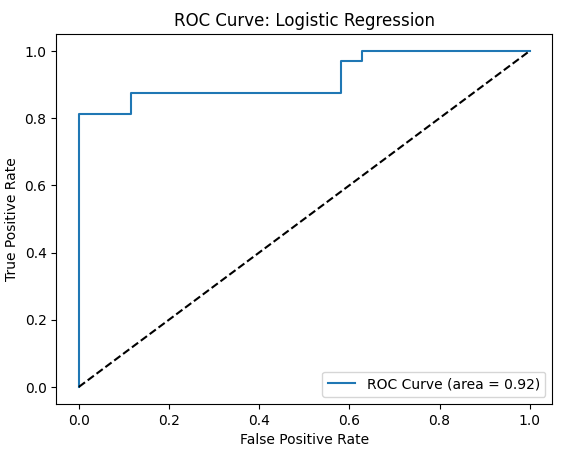 ROC Curve: Logistic Regression
1.0
0.8
0.6
0.4
0.2
0.0
True Positive Rate
ROC Curve (area = 0.92)
0.0 0.2 0.4 0.6 0.8 1.0
False Positive Rate